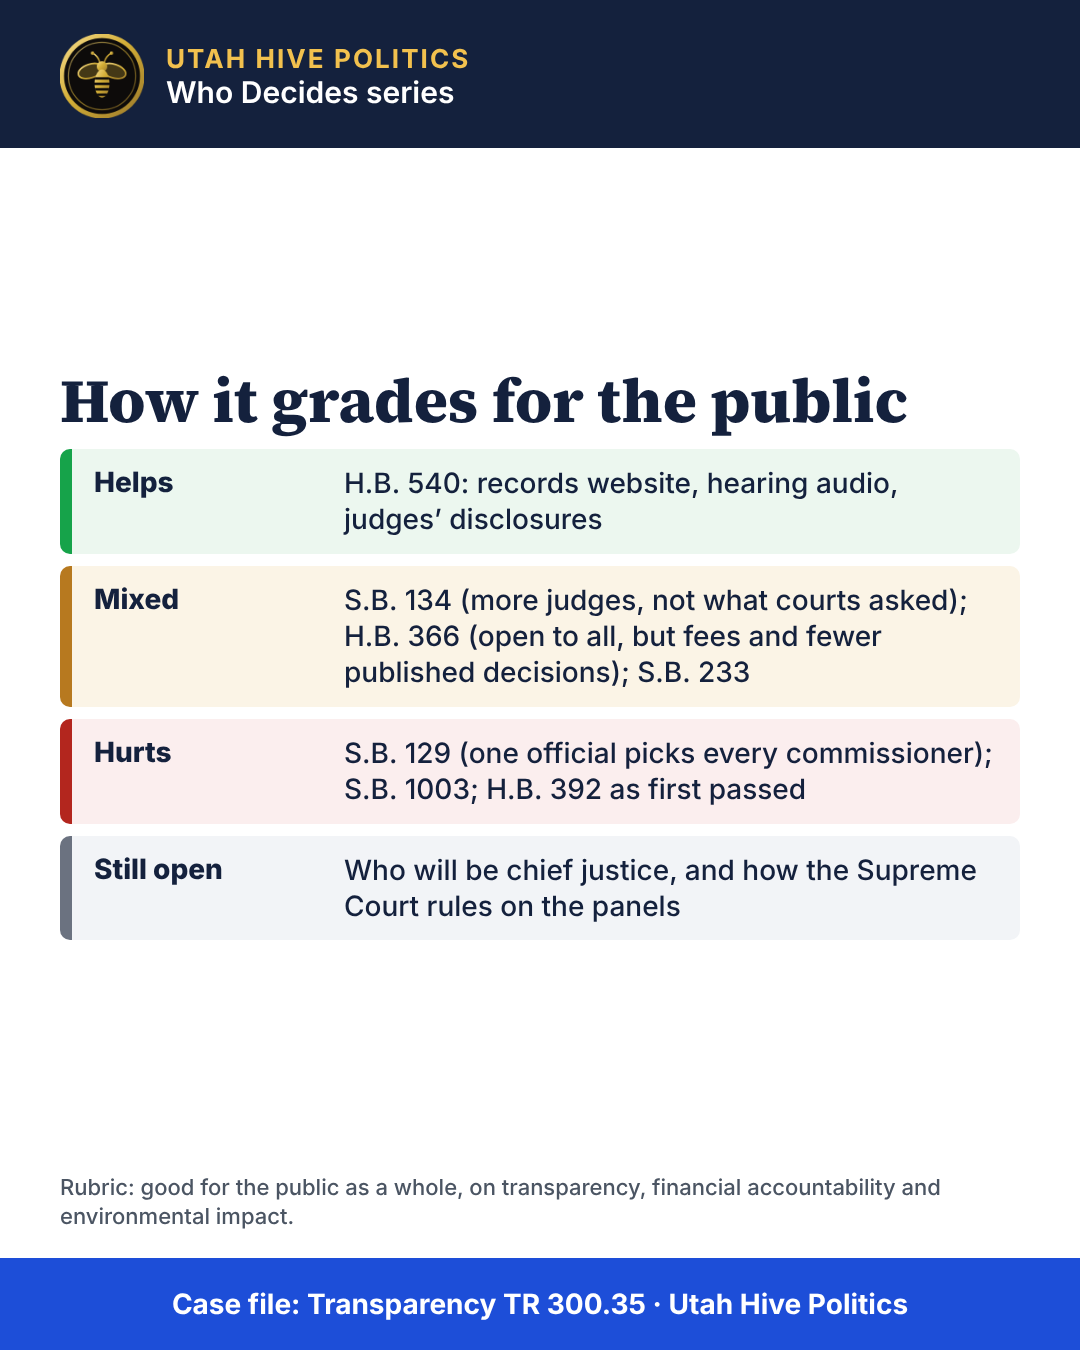 UTAH HIVE POLITICS
Who Decides series
How it grades for the public
Helps
H.B. 540: records website, hearing audio,
judges’ disclosures
Mixed
S.B. 134 (more judges, not what courts asked);
H.B. 366 (open to all, but fees and fewer
published decisions); S.B. 233
Hurts
S.B. 129 (one official picks every commissioner);
S.B. 1003; H.B. 392 as first passed
Still open
Who will be chief justice, and how the Supreme
Court rules on the panels
Rubric: good for the public as a whole, on transparency, financial accountability and
environmental impact.
Case file: Transparency TR 300.35 · Utah Hive Politics